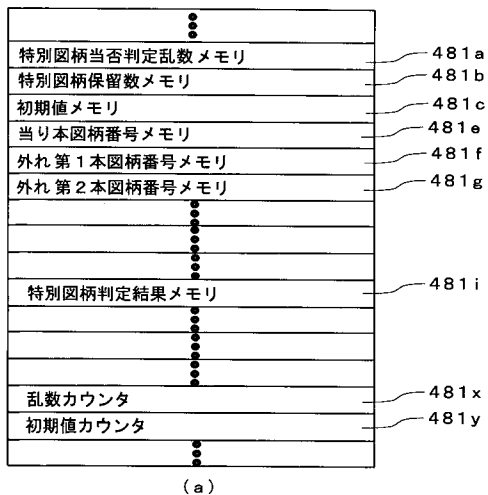 特別図柄当否判定乱数メモリ 481a
特別図柄保留数メモリ 481b
初期値メモリ 481c
当り本図柄番号メモリ 481e
外れ第1本図柄番号メモリ 481f
外れ第2本図柄番号メモリ 481g
特別図柄判定結果メモリ 481i
乱数カウンタ 481x
初期値カウンタ 481y
(a)